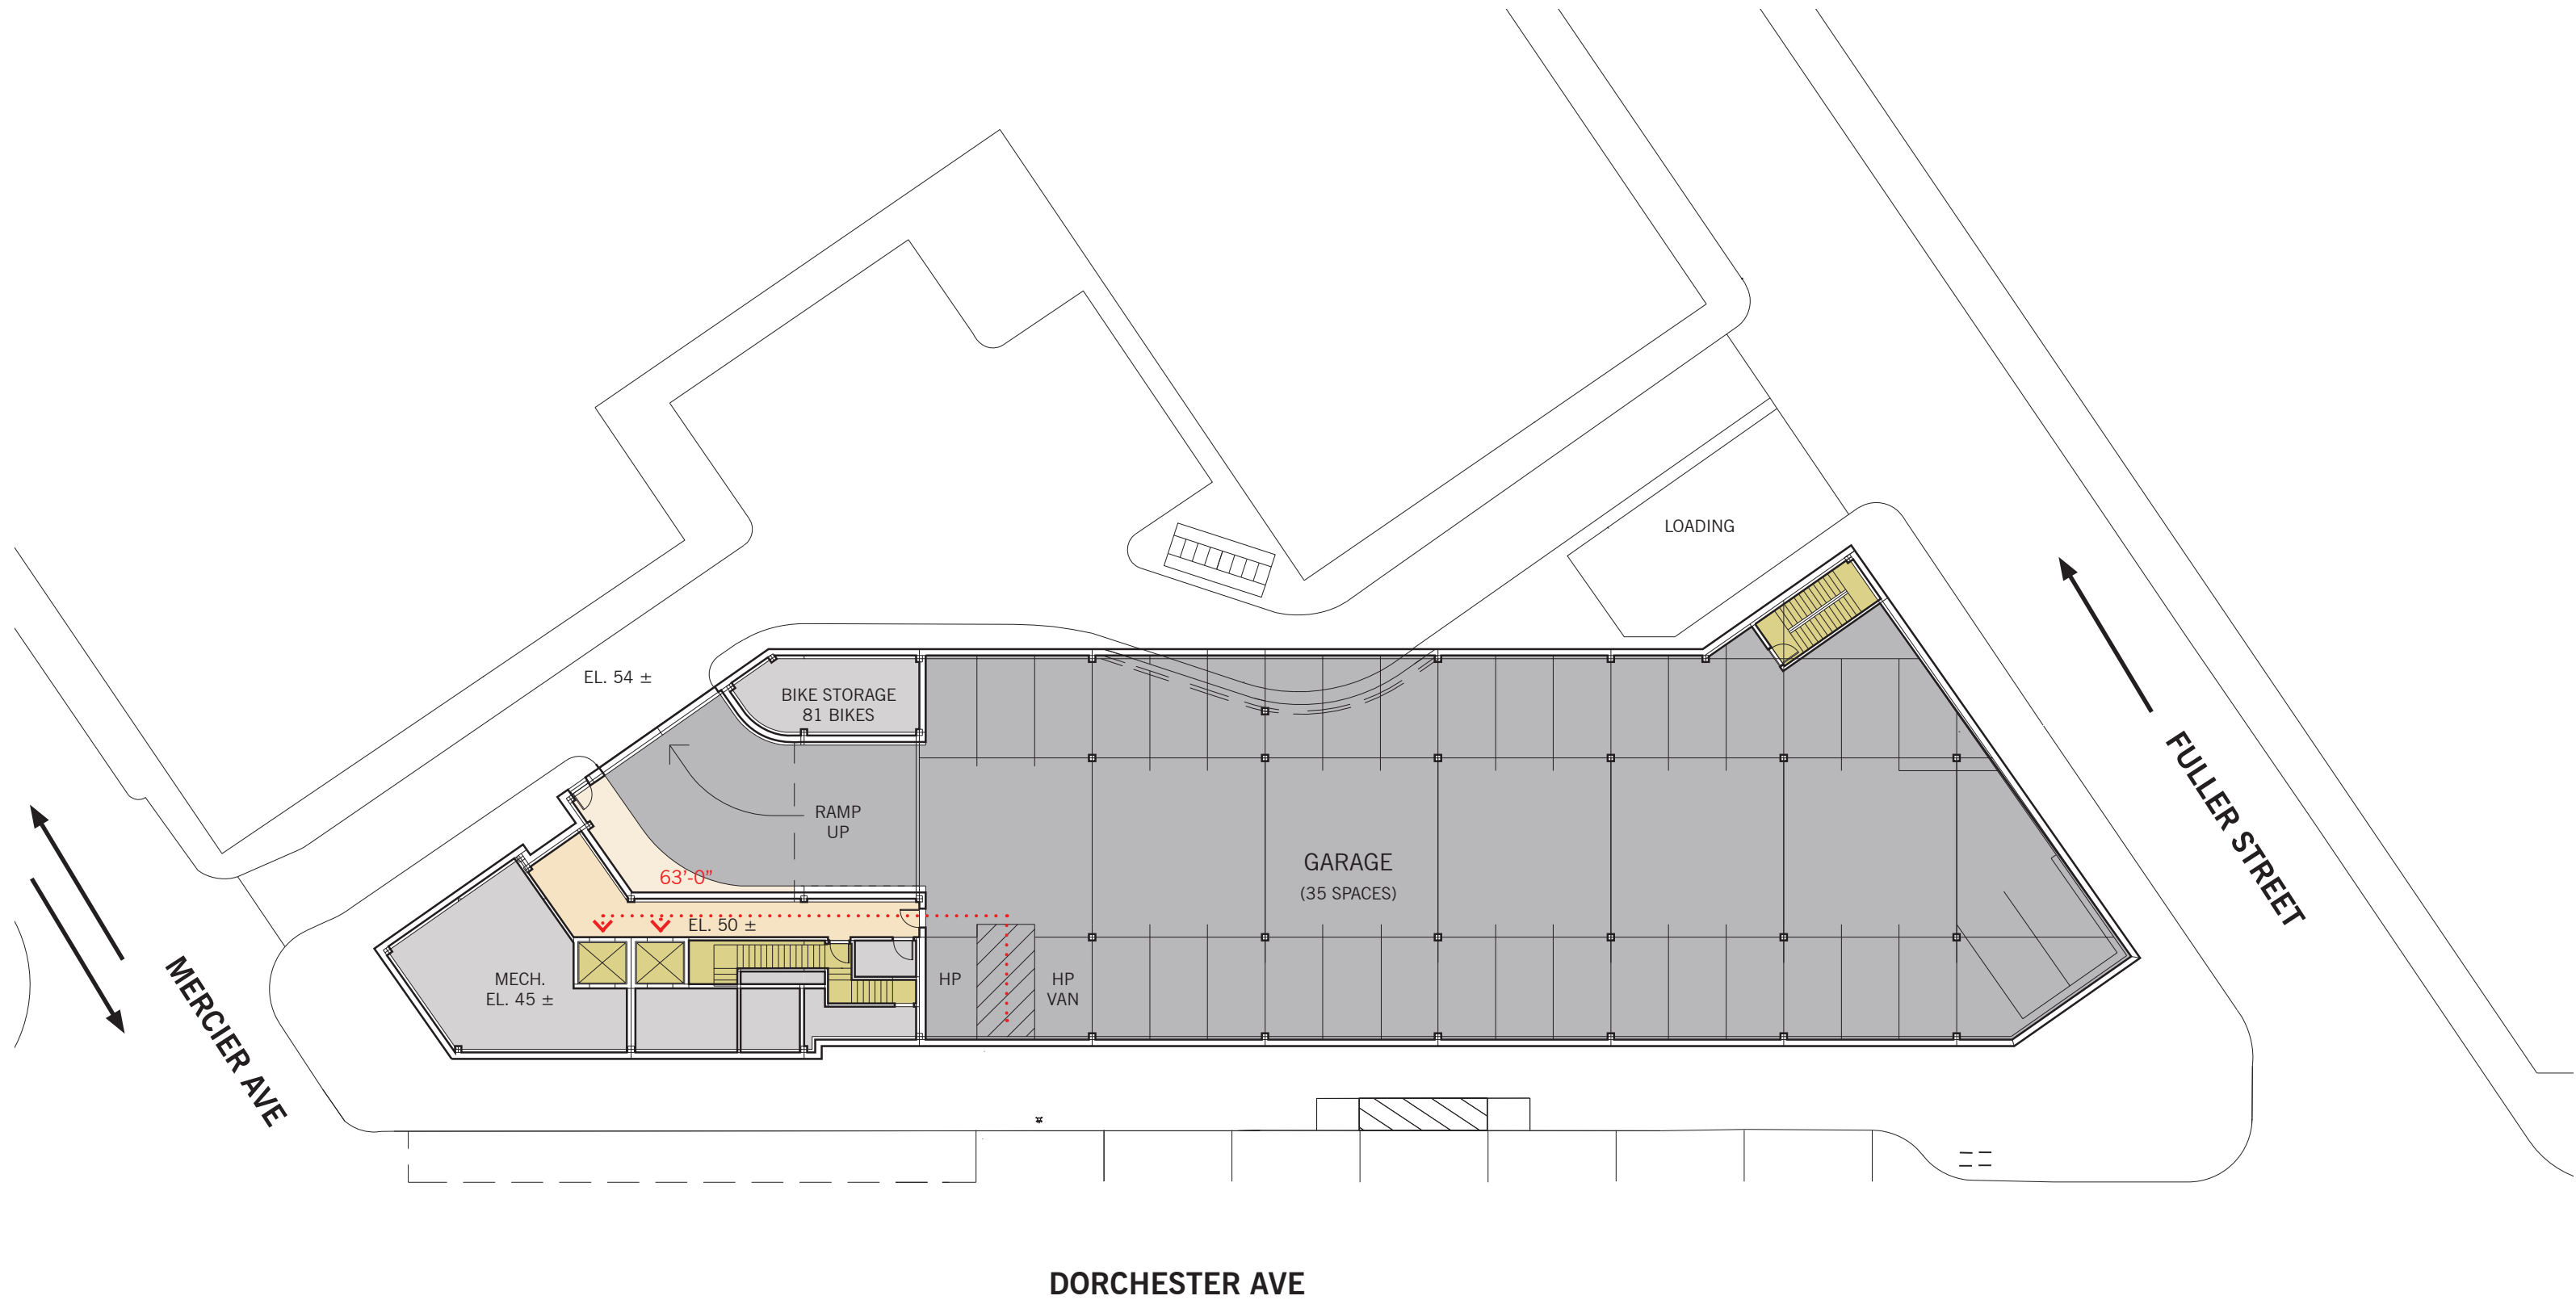 LOADING
EL. 54 ±
BIKE STORAGE
81 BIKES
RAMP
UP
GARAGE
(35 SPACES)
63'-0"
EL. 50 ±
MECH.
EL. 45 ±
HP
HP
VAN
MERCIER AVE
FULLER STREET
DORCHESTER AVE